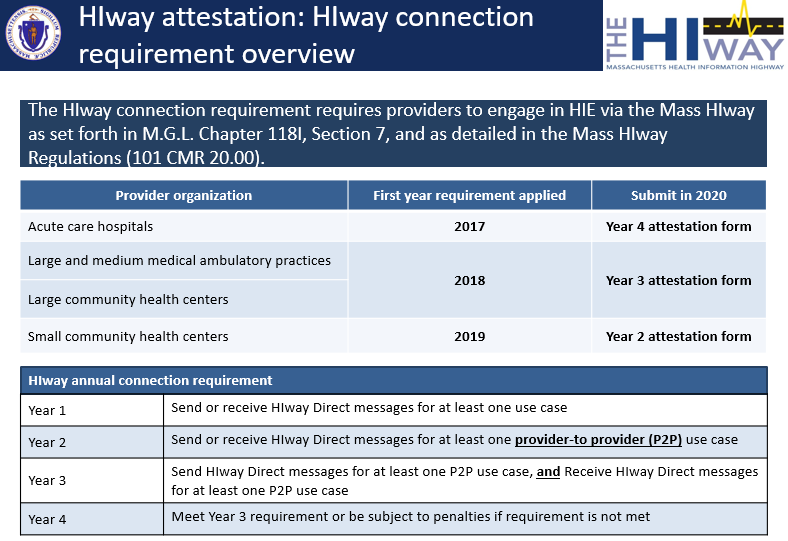 HIway attestation: HIway connection
requirement overview
THE HIWAY
MASSACHUSETTS HEALTH INFORMATION HIGHWAY
The HIway connection requirement requires providers to engage in HIE via the Mass HIway
as set forth in M.G.L. Chapter 118I, Section 7, and as detailed in the Mass HIway
Regulations (101 CMR 20.00).
Provider organization First year requirement applied Submit in 2020
Acute care hospitals 2017 Year 4 attestation form
Large and medium medical ambulatory practices
2018 Year 3 attestation form
Large community health centers
Small community health centers 2019 Year 2 attestation form
HIway annual connection requirement
Year 1 Send or receive HIway Direct messages for at least one use case
Year 2 Send or receive HIway Direct messages for at least one provider-to provider (P2P) use case
Year 3 Send HIway Direct messages for at least one P2P use case, and Receive HIway Direct messages
for at least one P2P use case
Year 4 Meet Year 3 requirement or be subject to penalties if requirement is not met